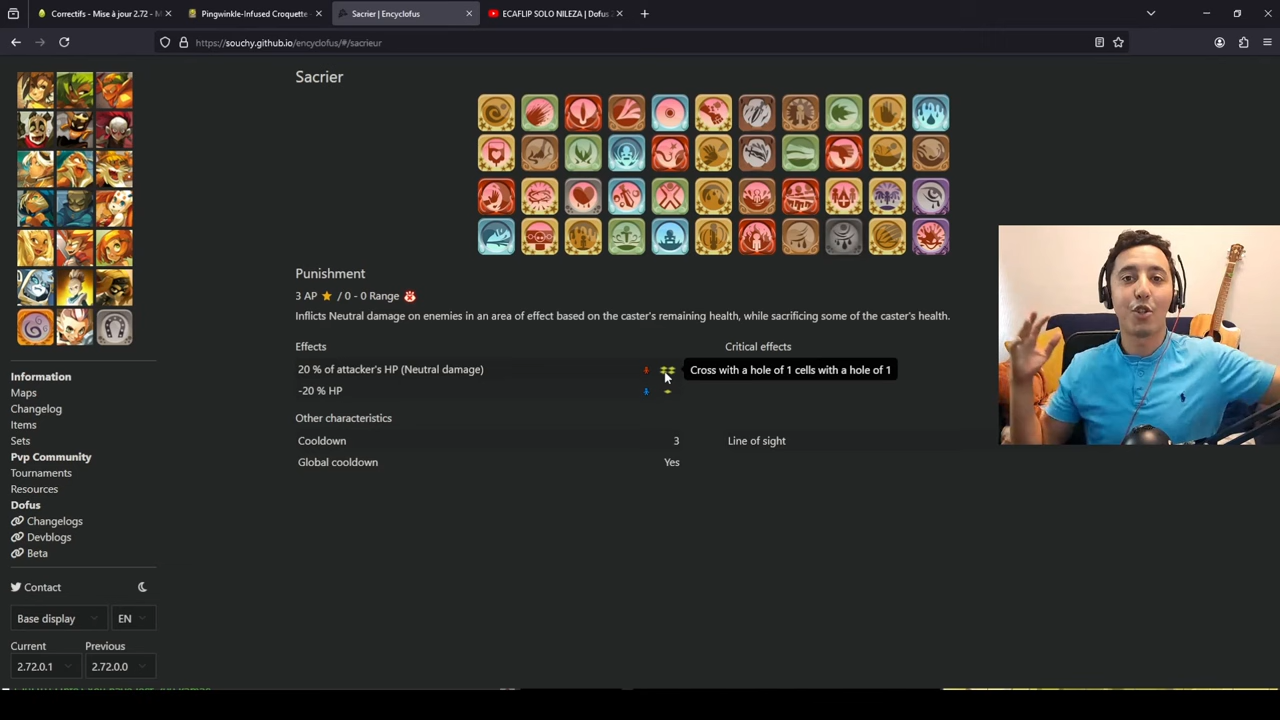 Correctifs - Mise à jour 2.72 - M
Pingwinkle-Infused Croquette
Sacrier | Encyclofus
ECAFLIP SOLO NILEZA | Dofus
https://souchy.github.io/encyclofus/#/sacrieur
Sacrier
Punishment
3 AP / 0 - 0 Range
Inflicts Neutral damage on enemies in an area of effect based on the caster's remaining health, while sacrificing some of the caster's health.
Effects
Critical effects
20 % of attacker's HP (Neutral damage)
Cross with a hole of 1 cells with a hole of 1
-20 % HP
Other characteristics
Cooldown 3
Line of sight
Global cooldown Yes
Information
Maps
Changelog
Items
Sets
Pvp Community
Tournaments
Resources
Dofus
Changelogs
Devblogs
Beta
Contact
Base display
EN
Current
Previous
2.72.0.1
2.72.0.0